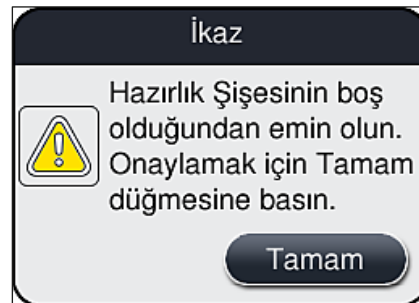 İkaz
Hazırlık Şişesinin boş
olduğundan emin olun.
Onaylamak için Tamam
düğmesine basın.
Tamam